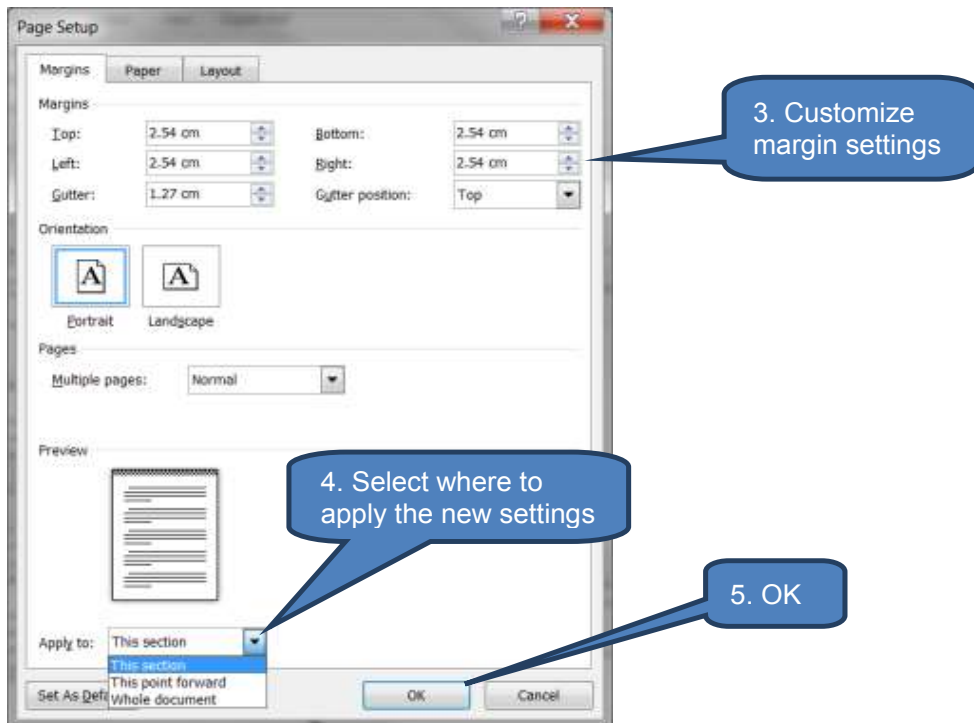 Page Setup
Margins Paper Layout
Margins
Top: 2.54 cm Bottom: 2.54 cm
Left: 2.54 cm Right: 2.54 cm
Gutter: 1.27 cm Gutter position: Top
3. Customize
margin settings
Orientation
A A
Portrait Landscape
Pages
Multiple pages: Normal
Preview
4. Select where to
apply the new settings
5. OK
Apply to: This section
This section
This point forward
Whole document
Set As Defa OK Cancel